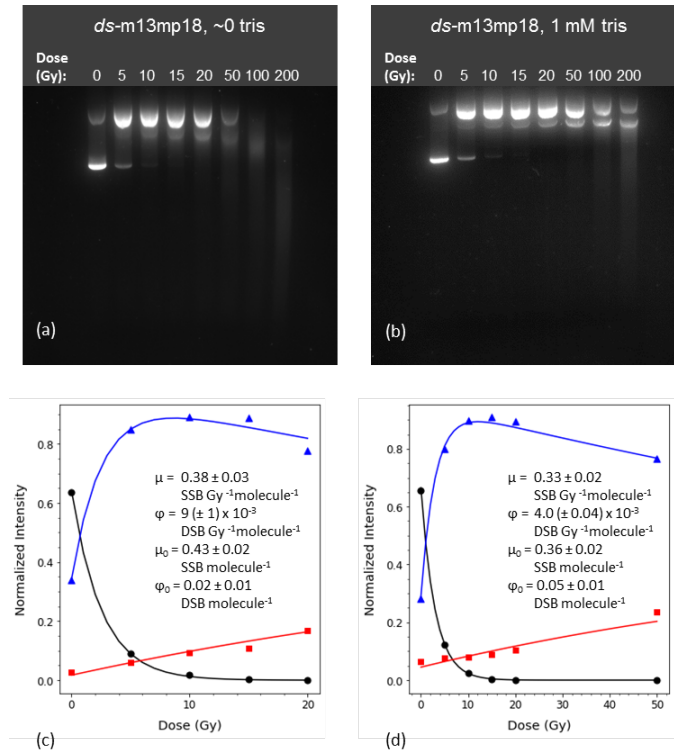 ds-m13mp18, ~0 tris
Dose
(Gy): 0 5 10 15 20 50 100 200
(a)
ds-m13mp18, 1 mM tris
Dose
(Gy): 0 5 10 15 20 50 100 200
(b)
Normalized Intensity
0.8
0.6
0.4
0.2
0.0
μ = 0.38 ± 0.03
SSB Gy ⁻¹molecule⁻¹
φ = 9 (± 1) x 10⁻³
DSB Gy ⁻¹molecule⁻¹
μ₀ = 0.43 ± 0.02
SSB molecule⁻¹
φ₀ = 0.02 ± 0.01
DSB molecule⁻¹
0 10 20
Dose (Gy)
(c)
Normalized Intensity
0.8
0.6
0.4
0.2
0.0
μ = 0.33 ± 0.02
SSB Gy ⁻¹molecule⁻¹
φ = 4.0 (± 0.04) x 10⁻³
DSB Gy ⁻¹molecule⁻¹
μ₀ = 0.36 ± 0.02
SSB molecule⁻¹
φ₀ = 0.05 ± 0.01
DSB molecule⁻¹
0 10 20 30 40 50
Dose (Gy)
(d)